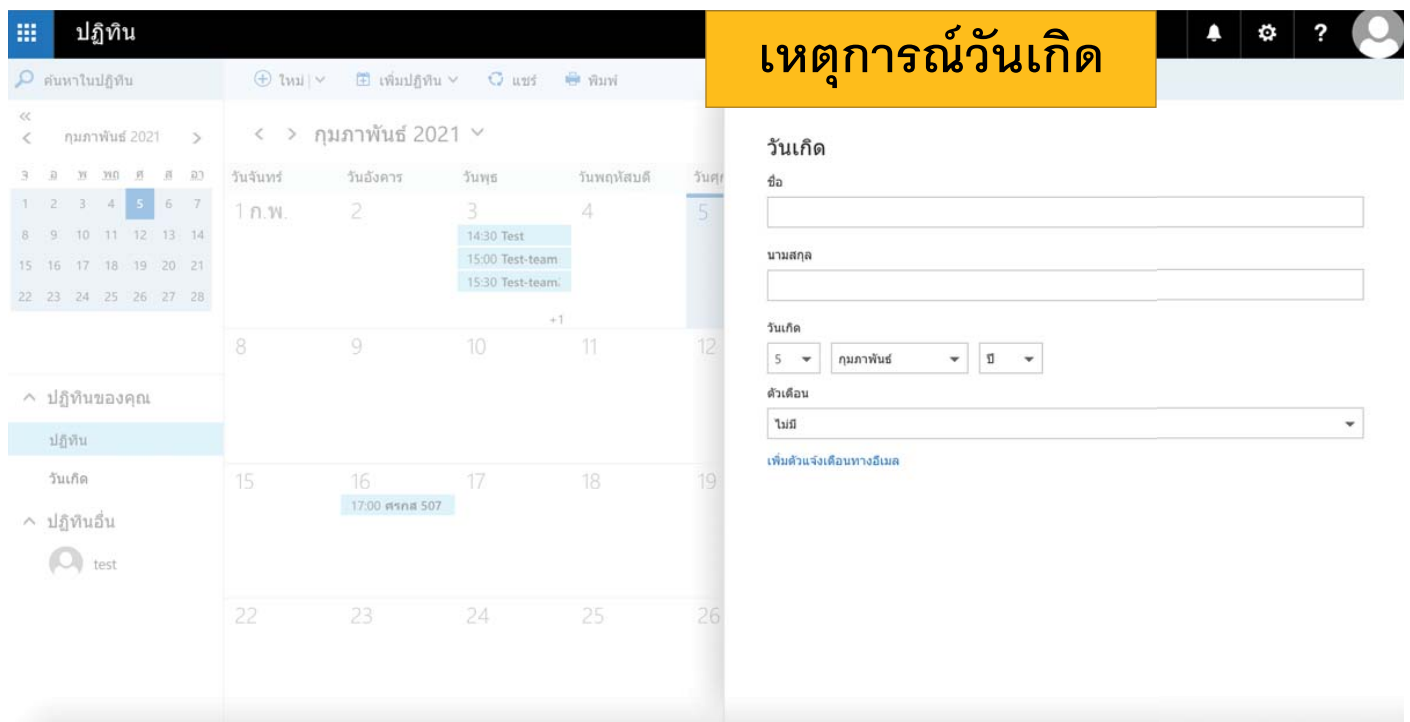 ปฏิทิน
เหตุการณ์วันเกิด
?
ค้นหาในปฏิทิน
ใหม่
เพิ่มปฏิทิน
แชร์
พิมพ์
กุมภาพันธ์ 2021
จ อ พ พฤ ศ ส อา
1 2 3 4 5 6 7
8 9 10 11 12 13 14
15 16 17 18 19 20 21
22 23 24 25 26 27 28
ปฏิทินของคุณ
ปฏิทิน
วันเกิด
ปฏิทินอื่น
test
กุมภาพันธ์ 2021
วันจันทร์ วันอังคาร วันพุธ วันพฤหัสบดี
1 ก.พ. 2 3 4 5
14:30 Test
15:00 Test-team
15:30 Test-team
+1
8 9 10 11 12
15 16 17 18 19
17:00 ศรกส 507
22 23 24 25 26
วันเกิด
ชื่อ
นามสกุล
วันเกิด
5 กุมภาพันธ์ ปี
ตัวเตือน
ไม่มี
เพิ่มตัวแจ้งเตือนทางอีเมล